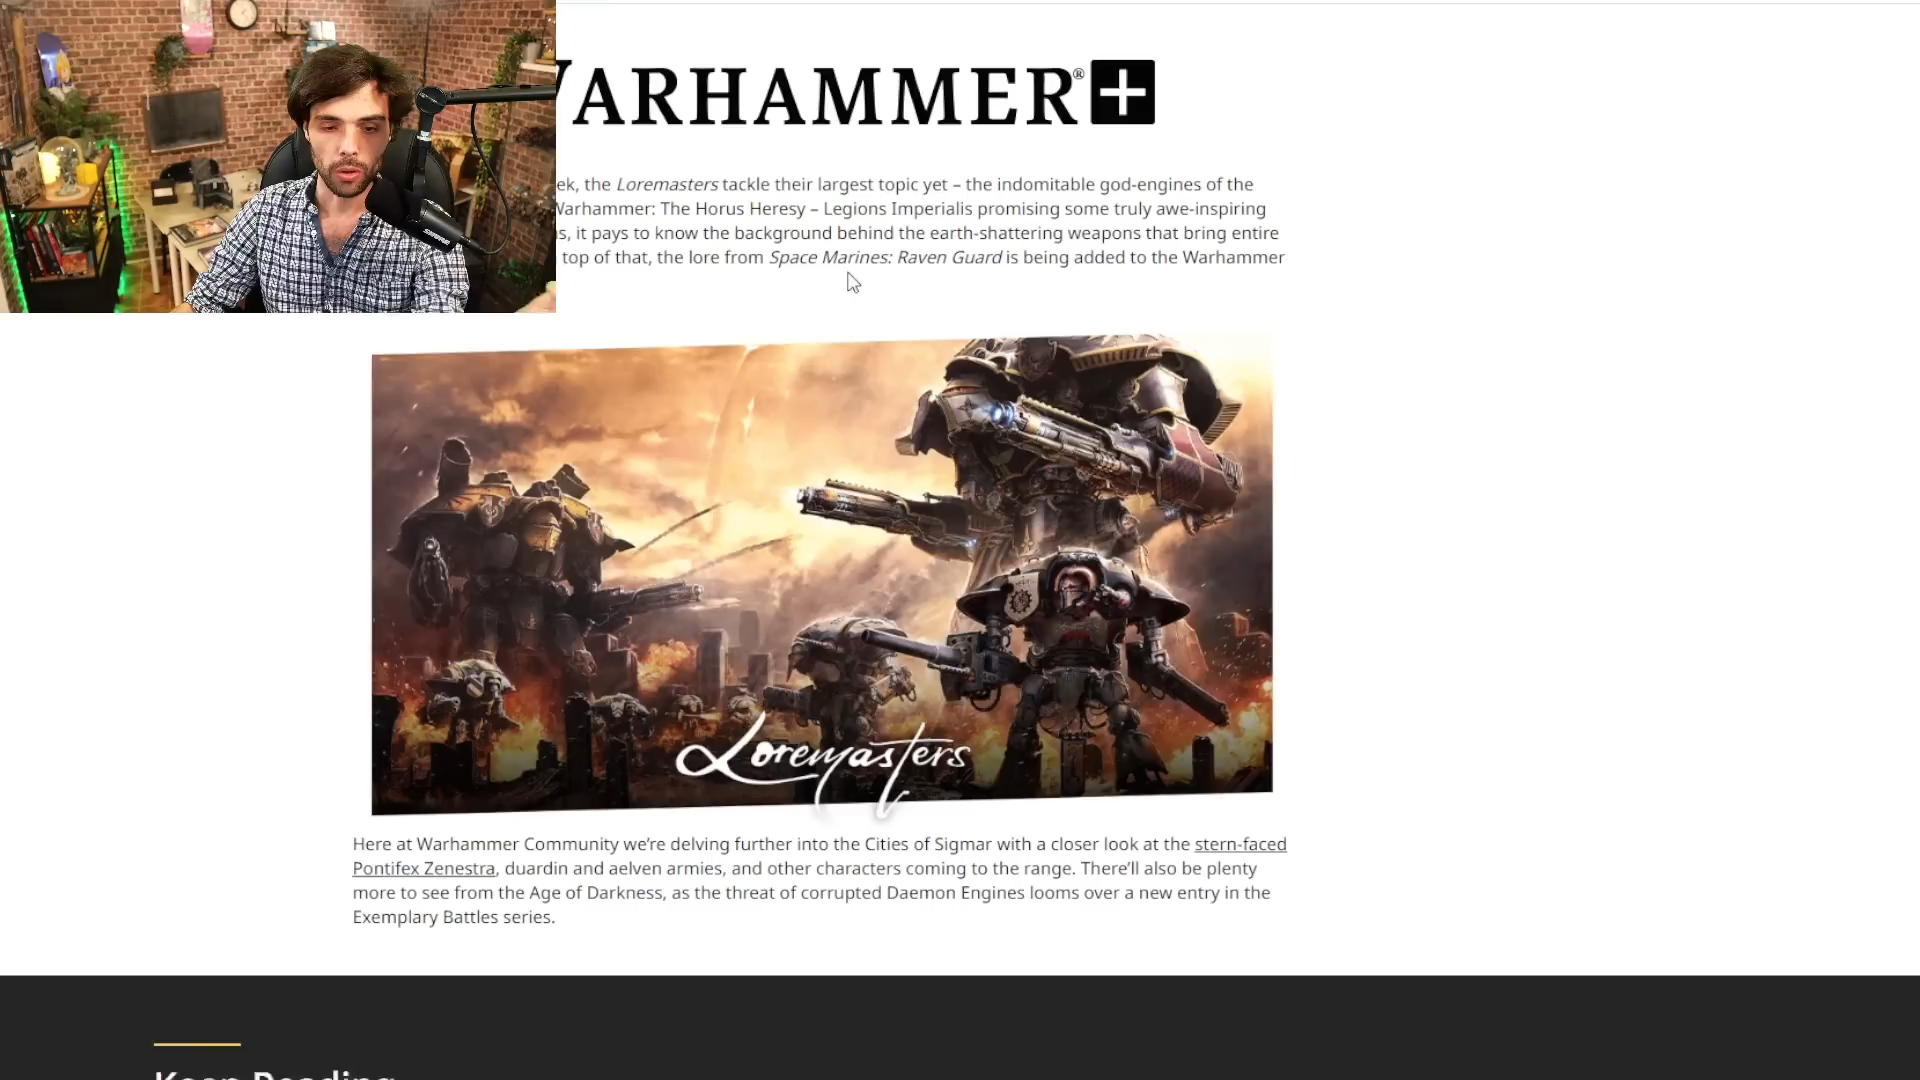 ARHAMMER®+
ek, the Loremasters tackle their largest topic yet – the indomitable god-engines of the
Warhammer: The Horus Heresy – Legions Imperialis promising some truly awe-inspiring
s, it pays to know the background behind the earth-shattering weapons that bring entire
top of that, the lore from Space Marines: Raven Guard is being added to the Warhammer
SHURE
Loremasters
Here at Warhammer Community we’re delving further into the Cities of Sigmar with a closer look at the stern-faced
Pontifex Zenestra, duardin and aelven armies, and other characters coming to the range. There’ll also be plenty
more to see from the Age of Darkness, as the threat of corrupted Daemon Engines looms over a new entry in the
Exemplary Battles series.
Keep Reading